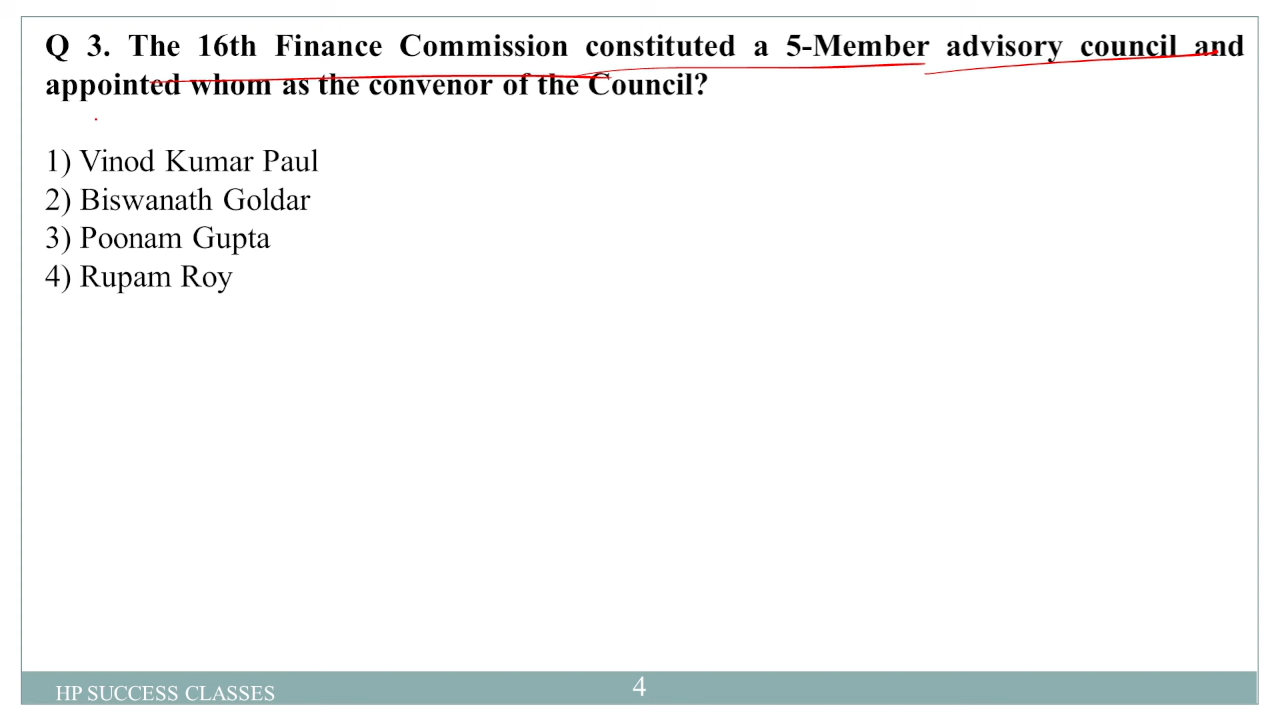 Q 3. The 16th Finance Commission constituted a 5-Member advisory council and
appointed whom as the convenor of the Council?
1) Vinod Kumar Paul
2) Biswanath Goldar
3) Poonam Gupta
4) Rupam Roy
HP SUCCESS CLASSES
4